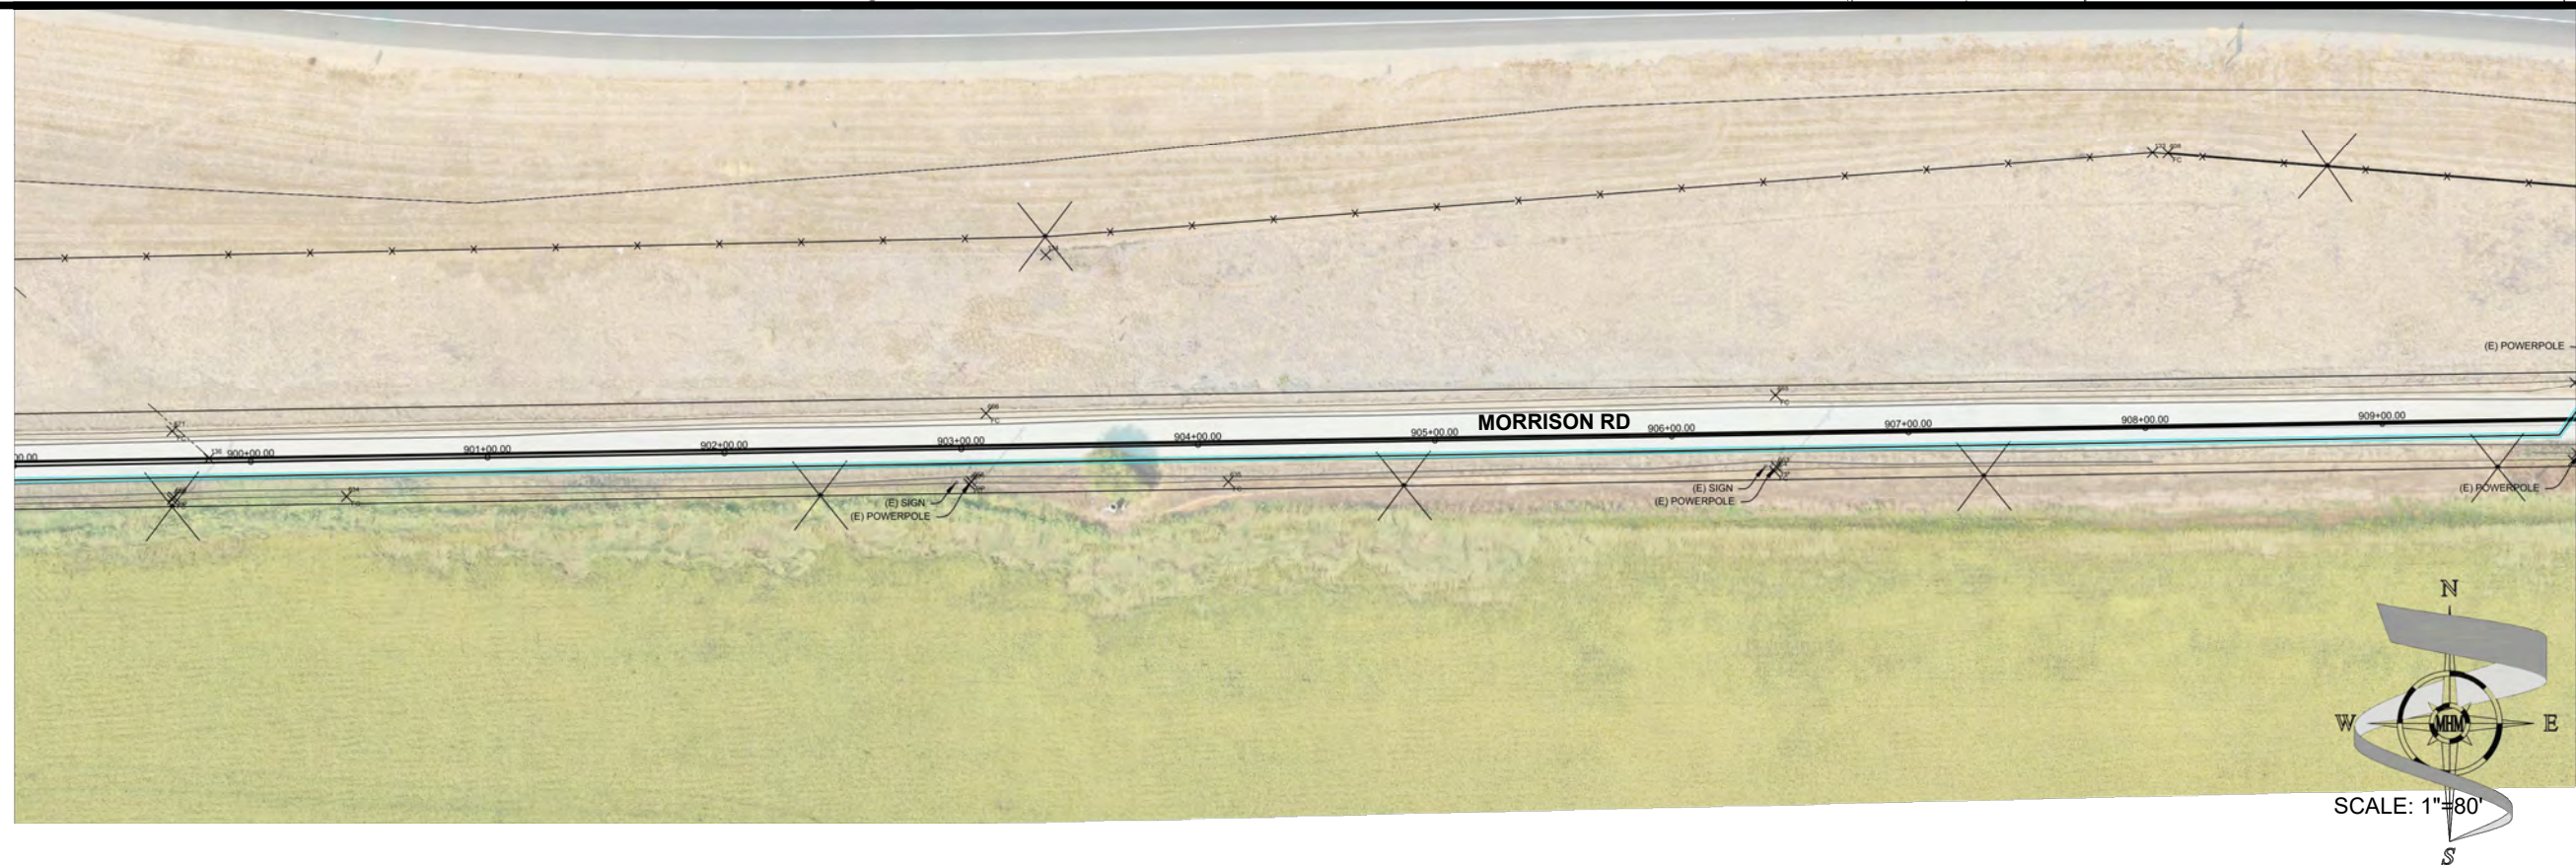 (E) POWERPOLE
MORRISON RD
00.00
900+00.00
901+00.00
902+00.00
903+00.00
904+00.00
905+00.00
906+00.00
907+00.00
908+00.00
909+00.00
(E) SIGN
(E) POWERPOLE
(E) SIGN
(E) POWERPOLE
(E) POWERPOLE
N
W
MHM
E
SCALE: 1"=80'
S